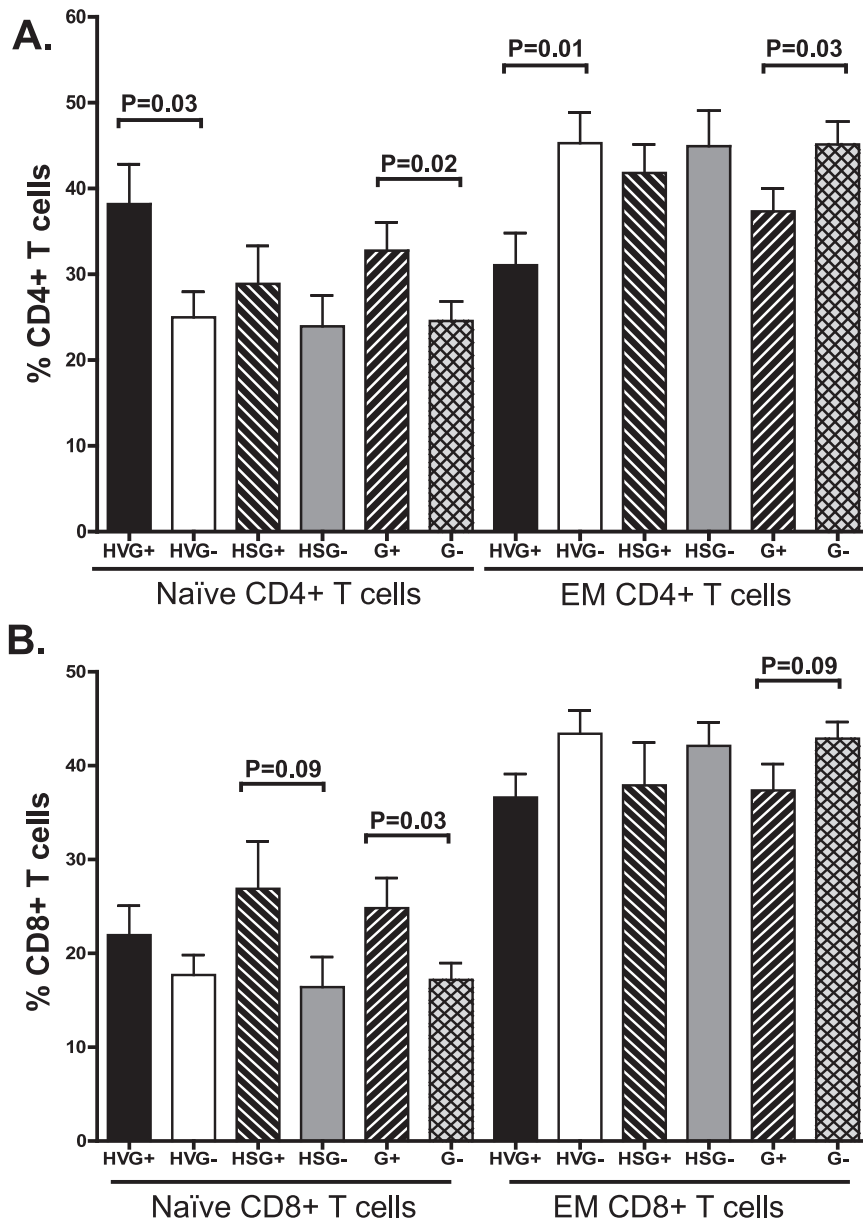 A.
60
50
40
30
20
10
0
% CD4+ T cells
P=0.03
P=0.02
P=0.01
P=0.03
HVG+ HVG- HSG+ HSG- G+ G- HVG+ HVG- HSG+ HSG- G+ G-
Naïve CD4+ T cells EM CD4+ T cells
B.
50
40
30
20
10
0
% CD8+ T cells
P=0.09
P=0.03
P=0.09
HVG+ HVG- HSG+ HSG- G+ G- HVG+ HVG- HSG+ HSG- G+ G-
Naïve CD8+ T cells EM CD8+ T cells